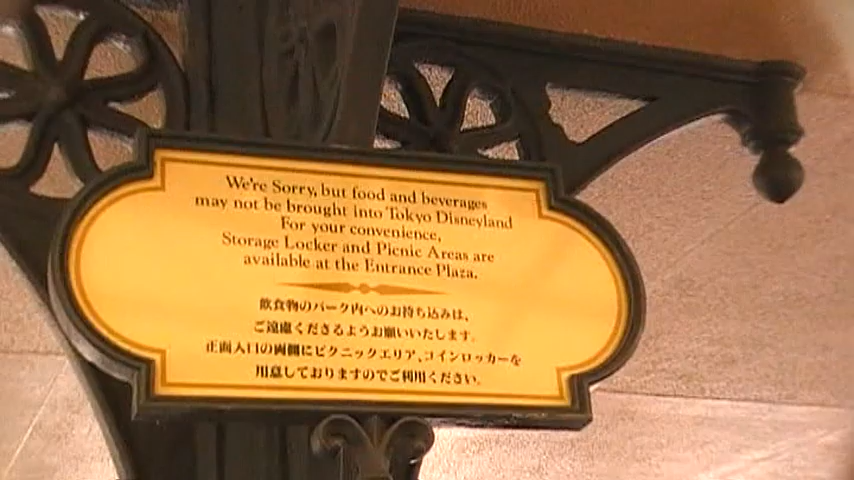 We're Sorry, but food and beverages
may not be brought into Tokyo Disneyland
For your convenience,
Storage Locker and Picnic Areas are
available at the Entrance Plaza.
飲食物のパーク内へのお持ち込みは、
ご遠慮くださるようお願いいたします。
正面入口の両側にピクニックエリア、コインロッカーを
用意しておりますのでご利用ください。